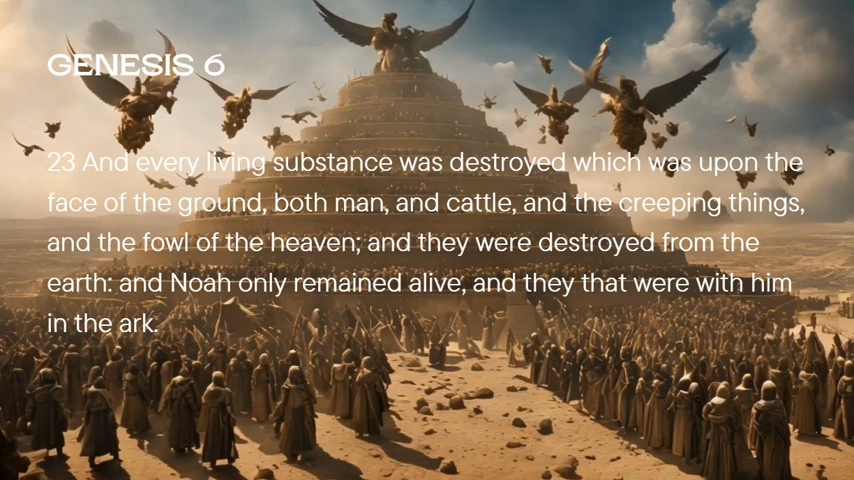 GENESIS 6
23 And every living substance was destroyed which was upon the
face of the ground, both man, and cattle, and the creeping things,
and the fowl of the heaven; and they were destroyed from the
earth: and Noah only remained alive, and they that were with him
in the ark.